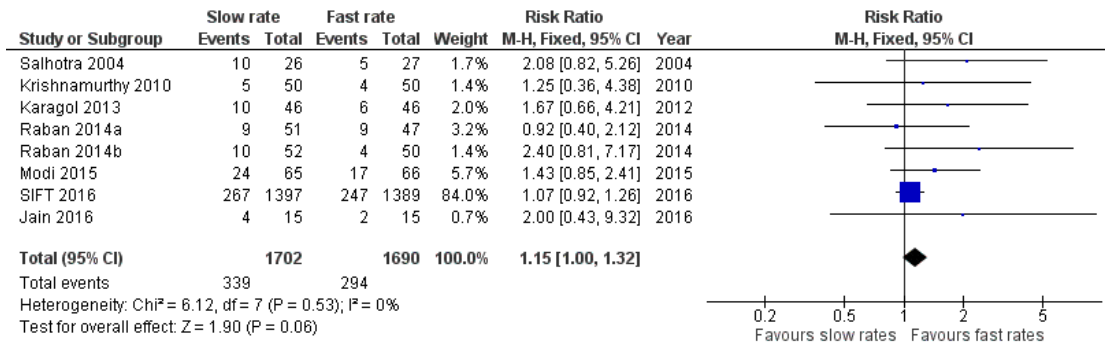 Slow rate Fast rate Risk Ratio Risk Ratio
Study or Subgroup Events Total Events Total Weight M-H, Fixed, 95% CI Year M-H, Fixed, 95% CI
Salhotra 2004 10 26 5 27 1.7% 2.08 [0.82, 5.26] 2004
Krishnamurthy 2010 5 50 4 50 1.4% 1.25 [0.36, 4.38] 2010
Karagol 2013 10 46 6 46 2.0% 1.67 [0.66, 4.21] 2012
Raban 2014a 9 51 9 47 3.2% 0.92 [0.40, 2.12] 2014
Raban 2014b 10 52 4 50 1.4% 2.40 [0.81, 7.17] 2014
Modi 2015 24 65 17 66 5.7% 1.43 [0.85, 2.41] 2015
SIFT 2016 267 1397 247 1389 84.0% 1.07 [0.92, 1.26] 2016
Jain 2016 4 15 2 15 0.7% 2.00 [0.43, 9.32] 2016
Total (95% CI) 1702 1690 100.0% 1.15 [1.00, 1.32]
Total events 339 294
Heterogeneity: Chi² = 6.12, df = 7 (P = 0.53); I² = 0%
Test for overall effect: Z = 1.90 (P = 0.06)
0.2 0.5 1 2 5
Favours slow rates Favours fast rates